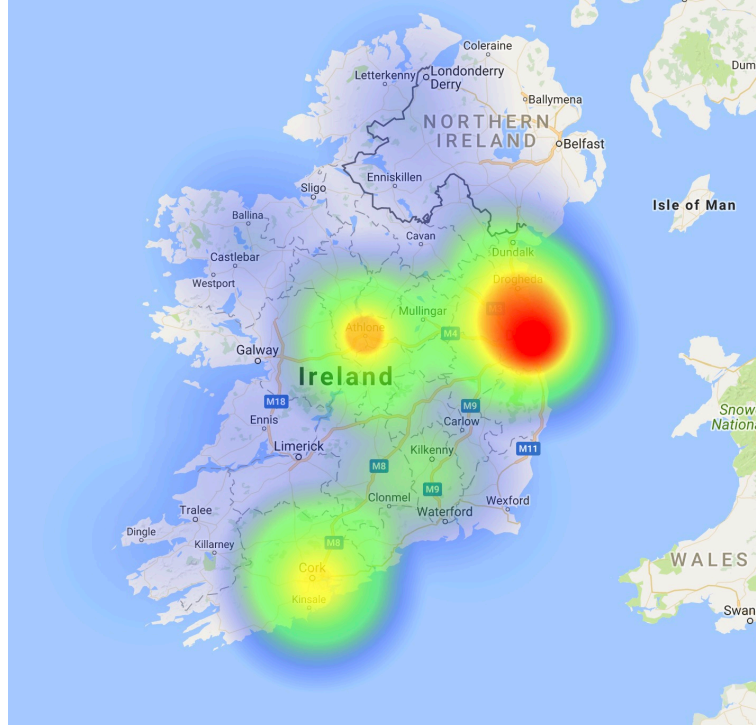 Coleraine
Letterkenny
Londonderry
Derry
Dum
Ballymena
NORTHERN
IRELAND
Belfast
Enniskillen
Sligo
Isle of Man
Ballina
Cavan
Castlebar
Dundalk
Westport
Drogheda
Mullingar
Athlone
M4
Galway
Ireland
M18
M9
Snow
Nationa
Ennis
Carlow
Limerick
M11
Kilkenny
M8
M9
Clonmel
Wexford
Tralee
Waterford
Dingle
Killarney
M8
WALES
Cork
Kinsale
Swan